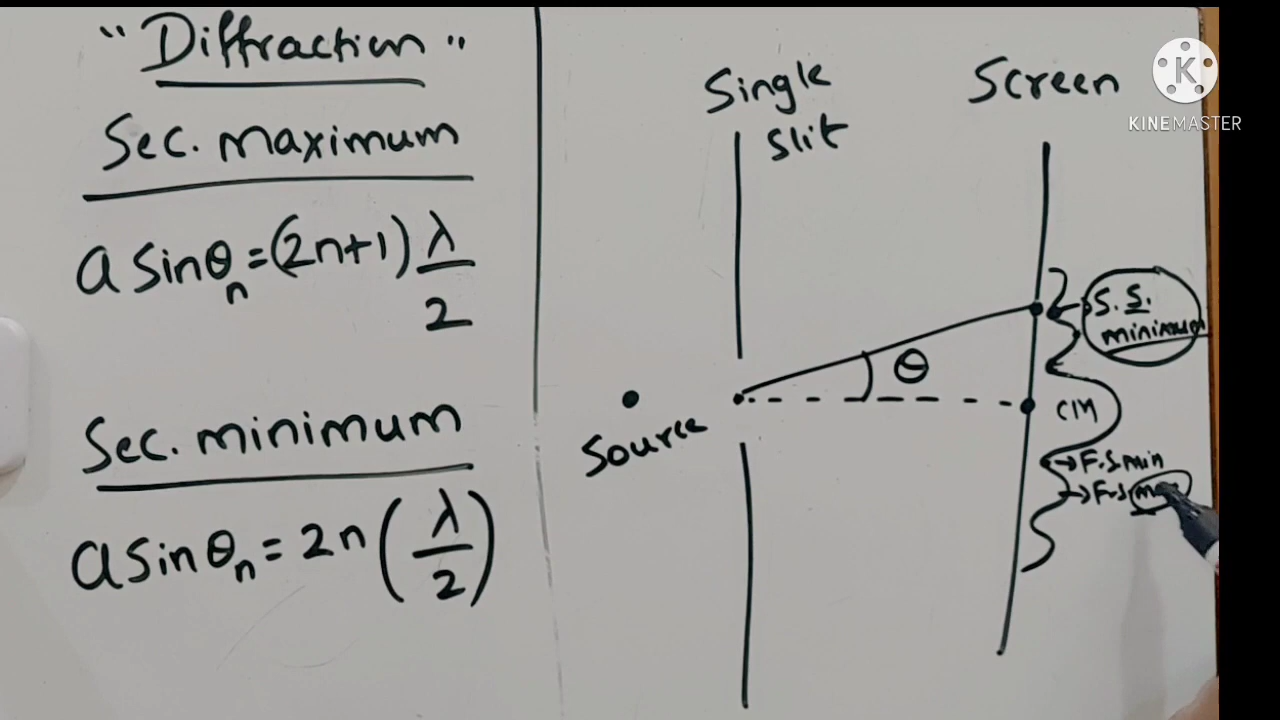 "Diffraction"
Sec. maximum
a sinθn = (2n+1) λ/2
Sec. minimum
a sinθn = 2n (λ/2)
Single
slit
Screen
K
KINEMASTER
S.S.
minimum
θ
CM
Source
F.S.min
F.S